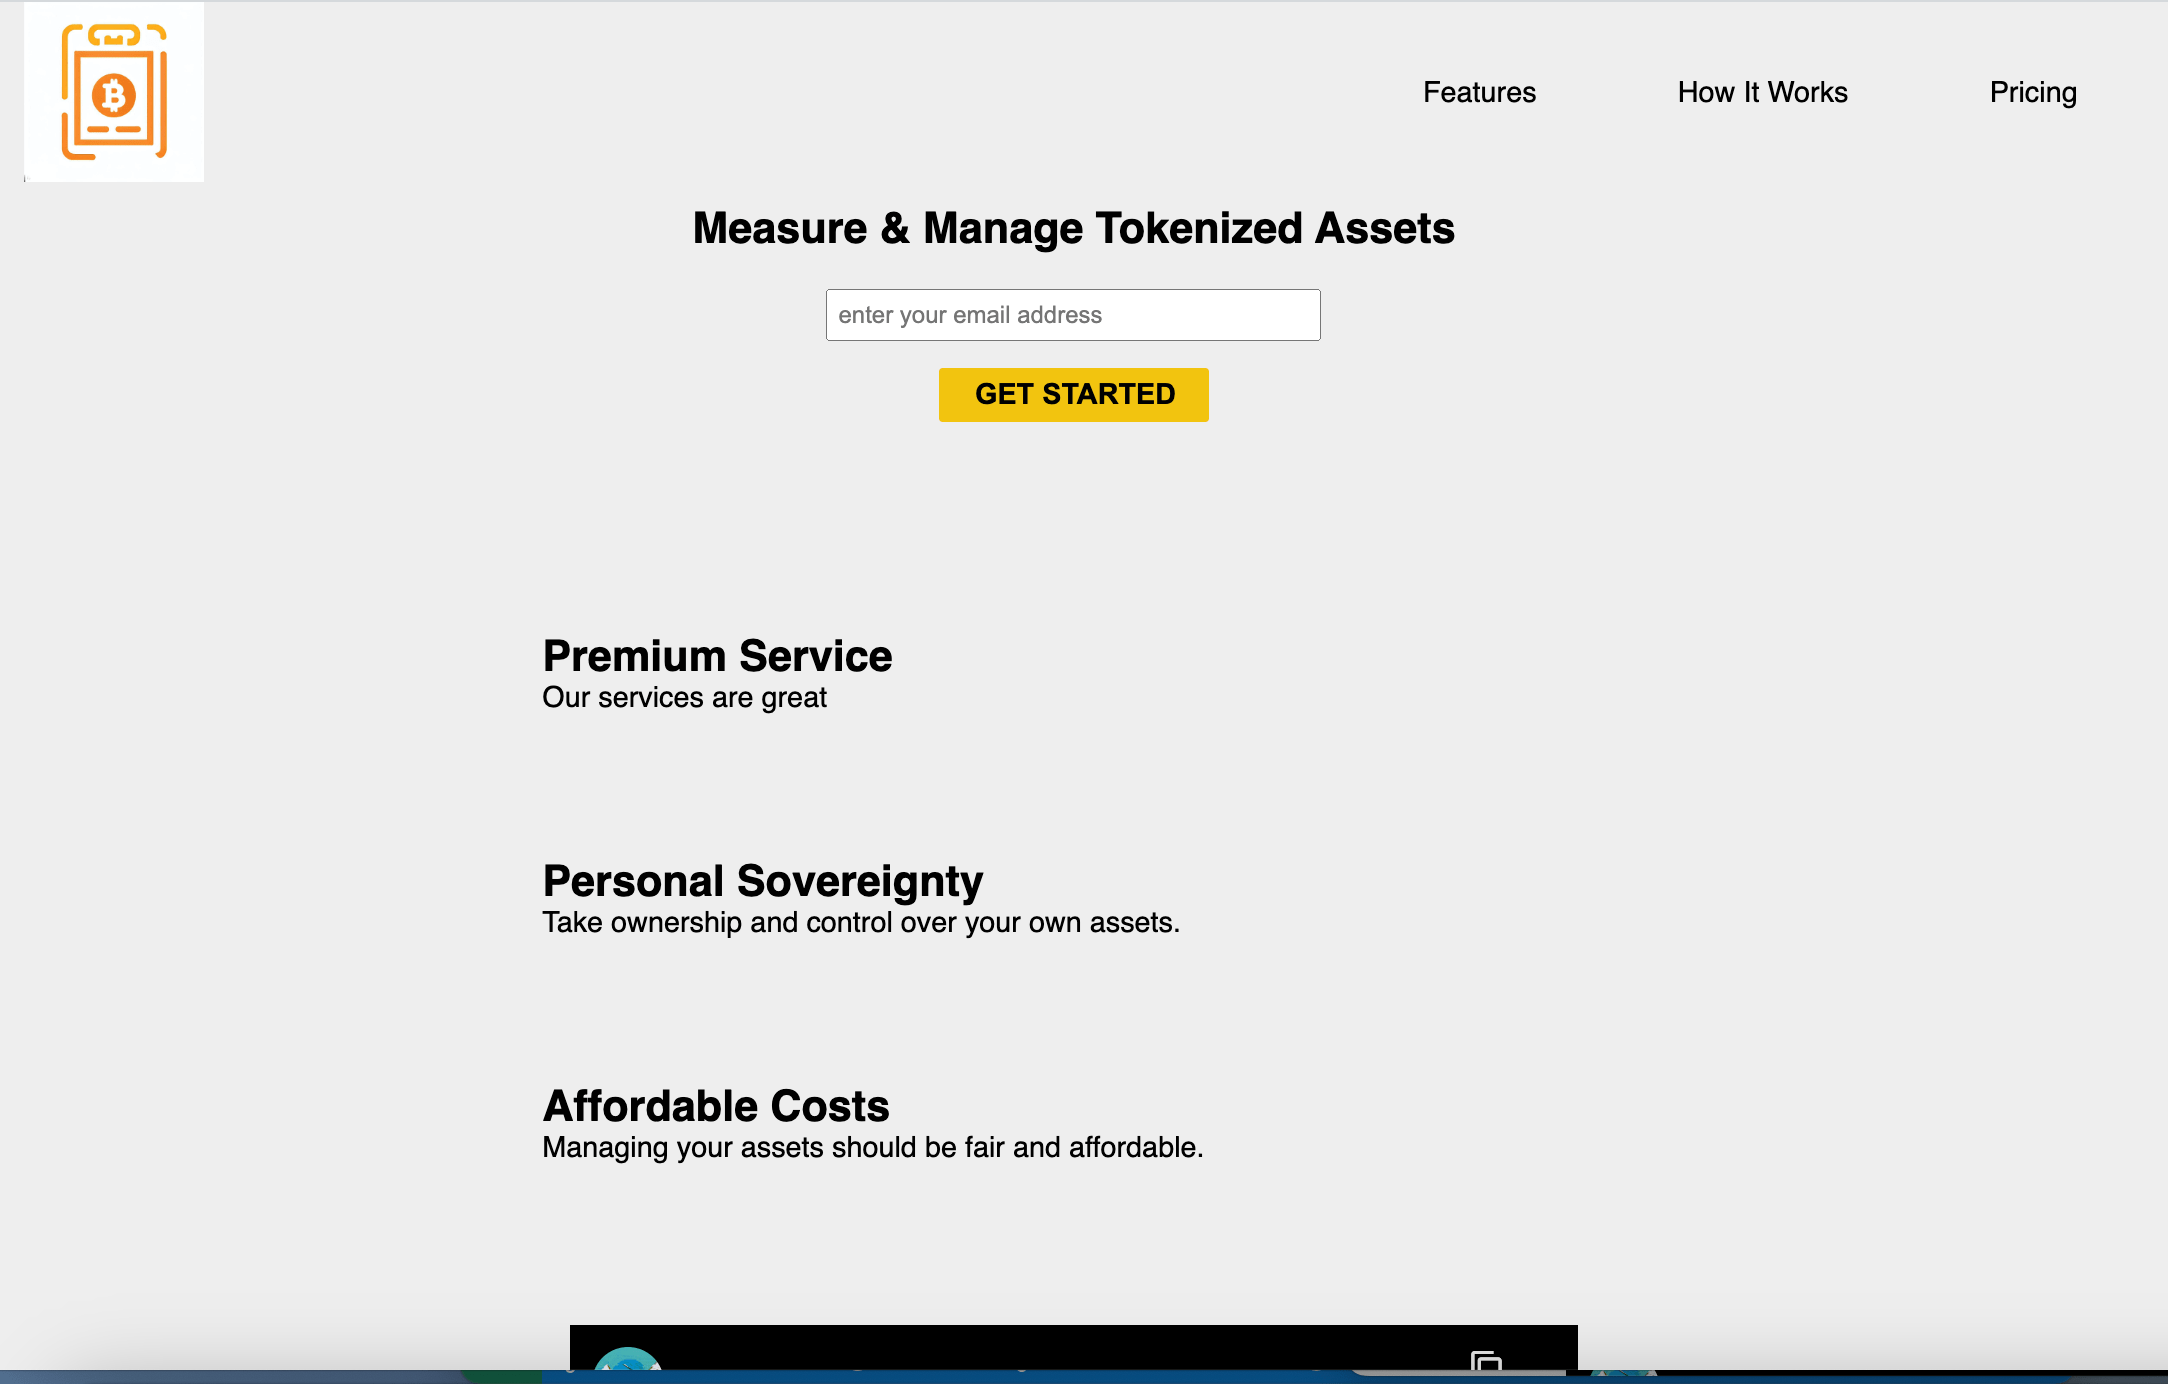 Features
How It Works
Pricing
Measure & Manage Tokenized Assets
enter your email address
GET STARTED
Premium Service
Our services are great
Personal Sovereignty
Take ownership and control over your own assets.
Affordable Costs
Managing your assets should be fair and affordable.